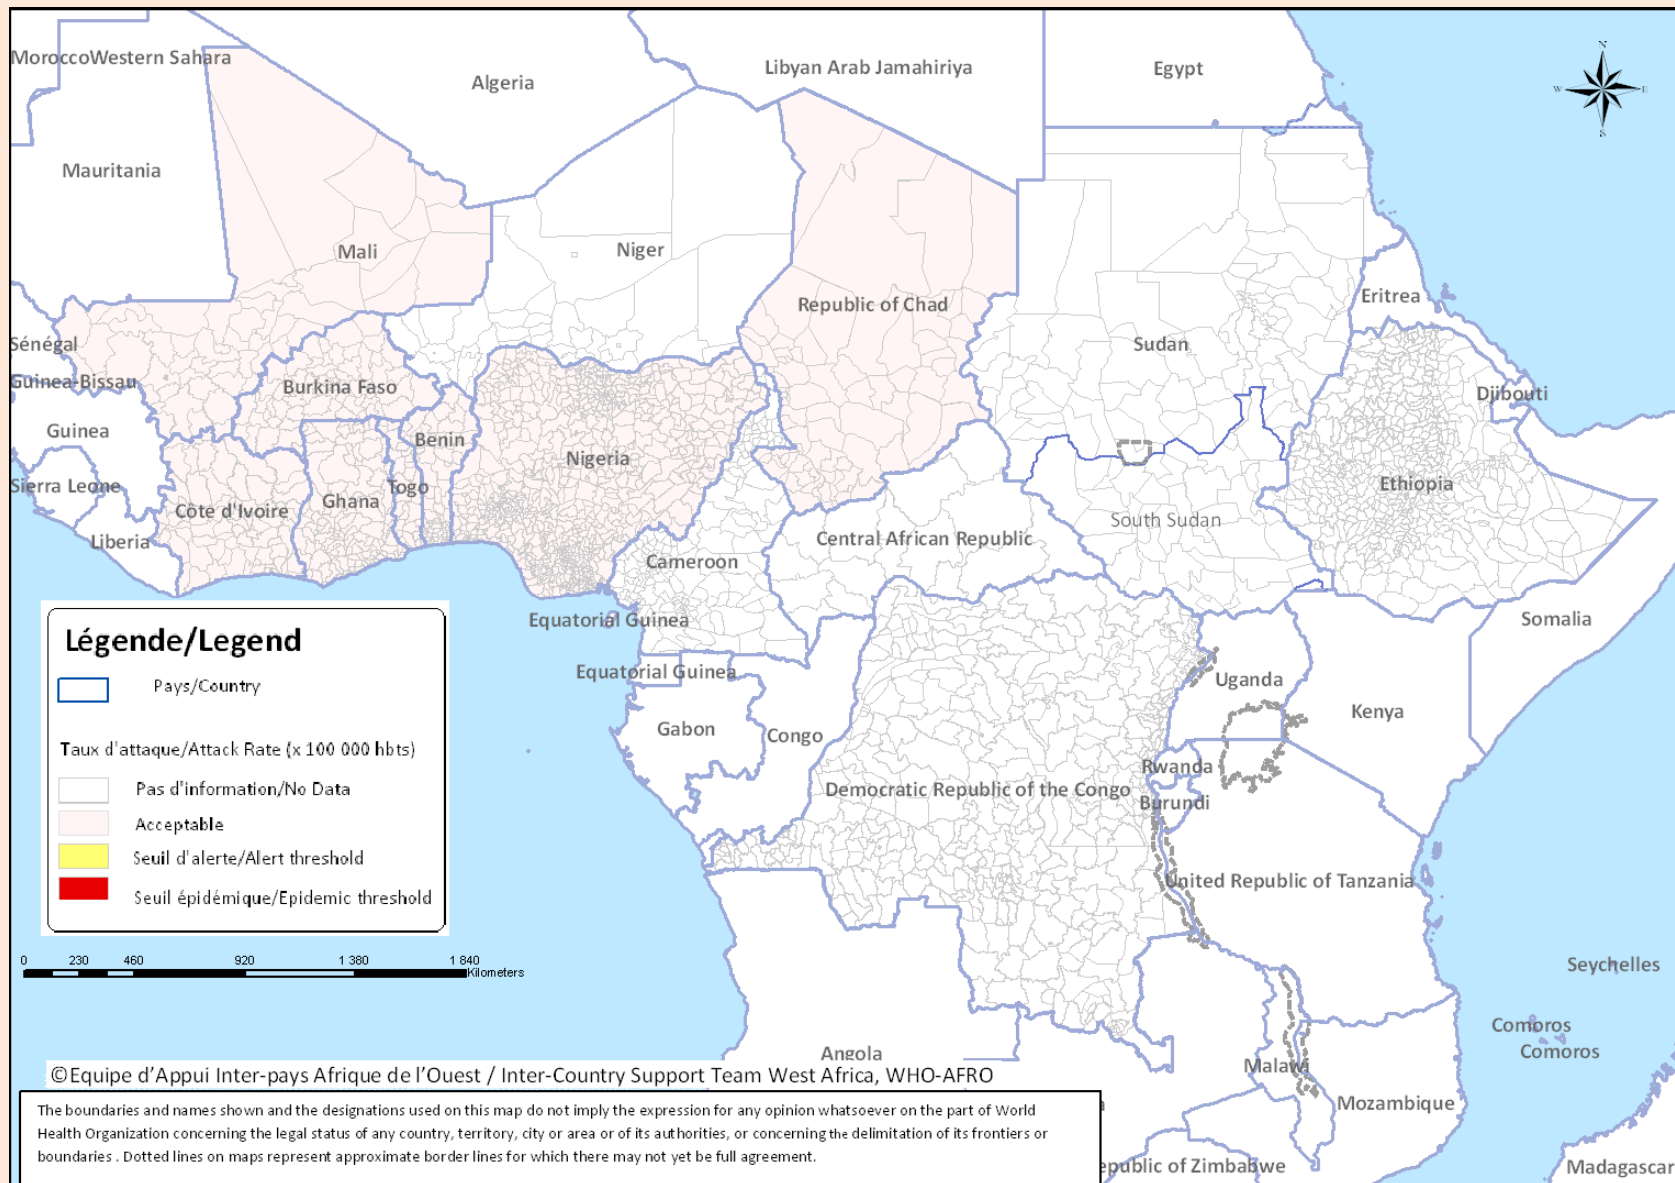 N
W
E
S
MoroccoWestern Sahara
Algeria
Libyan Arab Jamahiriya
Egypt
Mauritania
Mali
Niger
Republic of Chad
Eritrea
Sénégal
Sudan
Guinea-Bissau
Burkina Faso
Djibouti
Guinea
Benin
Nigeria
Sierra Leone
Togo
Ghana
Côte d'Ivoire
Ethiopia
South Sudan
Liberia
Central African Republic
Cameroon
Equatorial Guinea
Somalia
Equatorial Guinea
Uganda
Gabon
Congo
Kenya
Rwanda
Democratic Republic of the Congo
Burundi
United Republic of Tanzania
Seychelles
Comoros
Comoros
Angola
Malawi
Mozambique
epublic of Zimbabwe
Madagascar
Légende/Legend
Pays/Country
Taux d'attaque/Attack Rate (x 100 000 hbts)
Pas d'information/No Data
Acceptable
Seuil d'alerte/Alert threshold
Seuil épidémique/Epidemic threshold
0 230 460 920 1 380 1 840
Kilometers
©Equipe d'Appui Inter-pays Afrique de l'Ouest / Inter-Country Support Team West Africa, WHO-AFRO
The boundaries and names shown and the designations used on this map do not imply the expression for any opinion whatsoever on the part of World
Health Organization concerning the legal status of any country, territory, city or area or of its authorities, or concerning the delimitation of its frontiers or
boundaries . Dotted lines on maps represent approximate border lines for which there may not yet be full agreement.